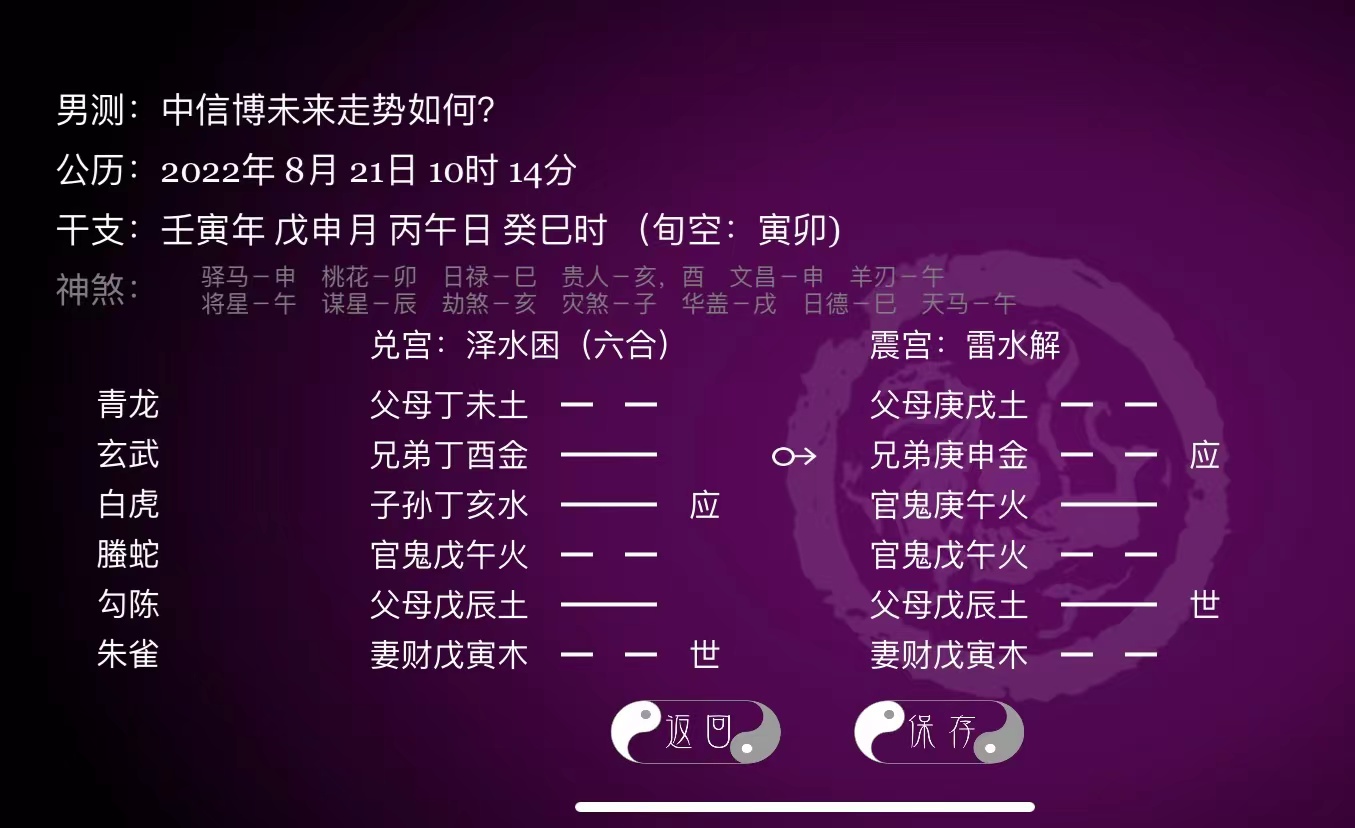 男测：中信博未来走势如何？
公历：2022年 8月 21日 10时 14分
干支：壬寅年 戊申月 丙午日 癸巳时 （旬空：寅卯）
神煞：
驿马－申 桃花－卯 日禄－巳 贵人－亥，酉 文昌－申 羊刃－午
将星－午 谋星－辰 劫煞－亥 灾煞－子 华盖－戌 日德－巳 天马－午
兑宫：泽水困（六合） 震宫：雷水解
青龙 父母丁未土 父母庚戌土
玄武 兄弟丁酉金 兄弟庚申金 应
白虎 子孙丁亥水 应 官鬼庚午火
螣蛇 官鬼戊午火 官鬼戊午火
勾陈 父母戊辰土 父母戊辰土 世
朱雀 妻财戊寅木 世 妻财戊寅木
返回 保存